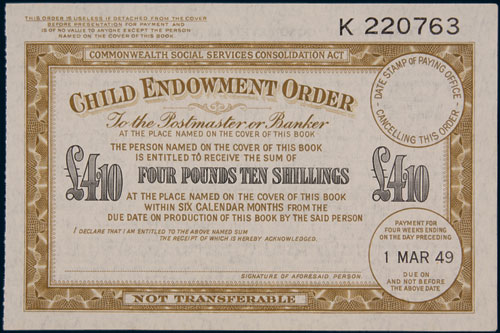 THIS ORDER IS USELESS IF DETACHED FROM THE COVER
BEFORE PRESENTATION FOR PAYMENT AND
IS OF NO VALUE TO ANYONE EXCEPT THE PERSON
NAMED ON THE COVER OF THIS BOOK.
K 220763
COMMONWEALTH SOCIAL SERVICES CONSOLIDATION ACT
CHILD ENDOWMENT ORDER
To the Postmaster or Banker
AT THE PLACE NAMED ON THE COVER OF THIS BOOK
DATE STAMP OF PAYING OFFICE
CANCELLING THIS ORDER
THE PERSON NAMED ON THE COVER OF THIS BOOK
IS ENTITLED TO RECEIVE THE SUM OF
£4/10 FOUR POUNDS TEN SHILLINGS £4/10
AT THE PLACE NAMED ON THE COVER OF THIS BOOK
WITHIN SIX CALENDAR MONTHS FROM THE
DUE DATE ON PRODUCTION OF THIS BOOK BY THE SAID PERSON
I DECLARE THAT I AM ENTITLED TO THE ABOVE NAMED SUM
THE RECEIPT OF WHICH IS HEREBY ACKNOWLEDGED.
PAYMENT FOR
FOUR WEEKS ENDING
ON THE DAY PRECEDING
1 MAR 49
DUE ON
AND NOT BEFORE
THE ABOVE DATE
SIGNATURE OF AFORESAID PERSON
NOT TRANSFERABLE